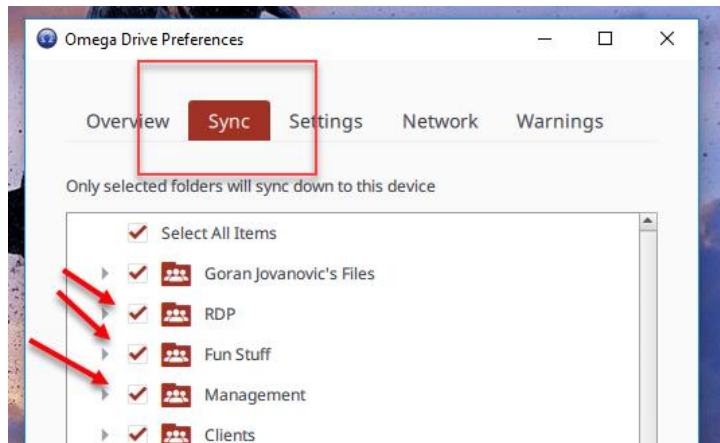 Omega Drive Preferences
Overview Sync Settings Network Warnings
Only selected folders will sync down to this device
Select All Items
Goran Jovanovic's Files
RDP
Fun Stuff
Management
Clients